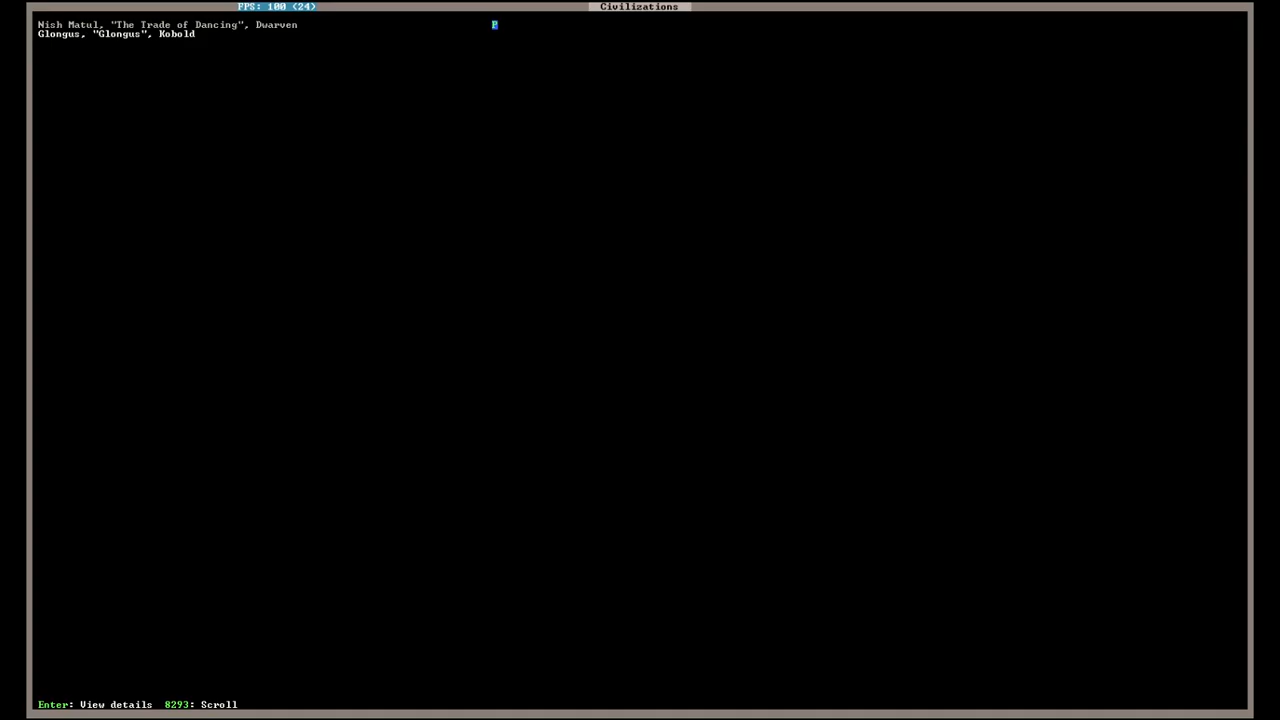 FPS: 100 (24)
Civilizations
Nish Matul, "The Trade of Dancing", Dwarven P
Glongus, "Glongus", Kobold
Enter: View details 8293: Scroll